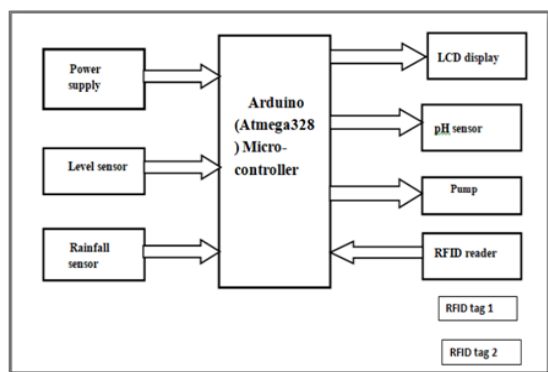 Power
supply
Level sensor
Rainfall
sensor
Arduino
(Atmega328
) Micro-
controller
LCD display
pH sensor
Pump
RFID reader
RFID tag 1
RFID tag 2